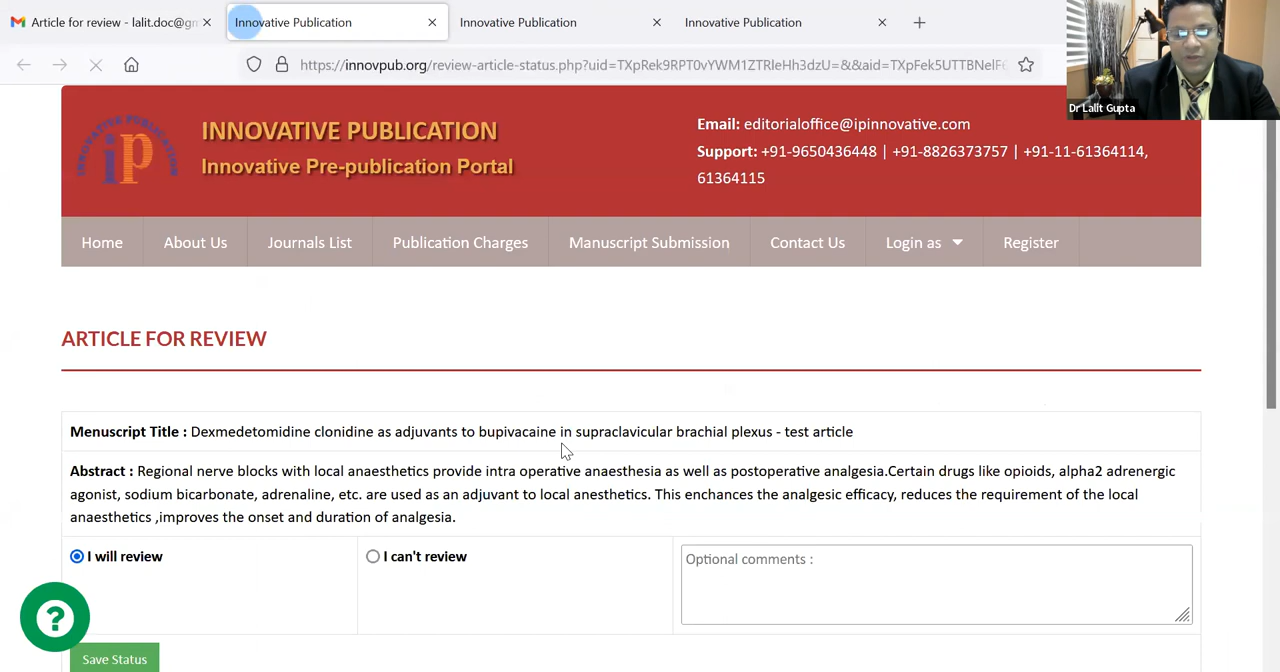 Article for review - lalit.doc@gm
Innovative Publication
Innovative Publication
Innovative Publication
https://innovpub.org/review-article-status.php?uid=TXpRek9RPT0vYWM1ZTRleHh3dzU=&&aid=TXpFek5UTTBNelF6
Dr Lalit Gupta
INNOVATIVE PUBLICATION
ip
INNOVATIVE PUBLICATION
Innovative Pre-publication Portal
Email: editorialoffice@ipinnovative.com
Support: +91-9650436448 | +91-8826373757 | +91-11-61364114,
61364115
Home
About Us
Journals List
Publication Charges
Manuscript Submission
Contact Us
Login as
Register
ARTICLE FOR REVIEW
Menuscript Title : Dexmedetomidine clonidine as adjuvants to bupivacaine in supraclavicular brachial plexus - test article
Abstract : Regional nerve blocks with local anaesthetics provide intra operative anaesthesia as well as postoperative analgesia.Certain drugs like opioids, alpha2 adrenergic
agonist, sodium bicarbonate, adrenaline, etc. are used as an adjuvant to local anesthetics. This enchances the analgesic efficacy, reduces the requirement of the local
anaesthetics ,improves the onset and duration of analgesia.
I will review
I can't review
Optional comments :
?
Save Status